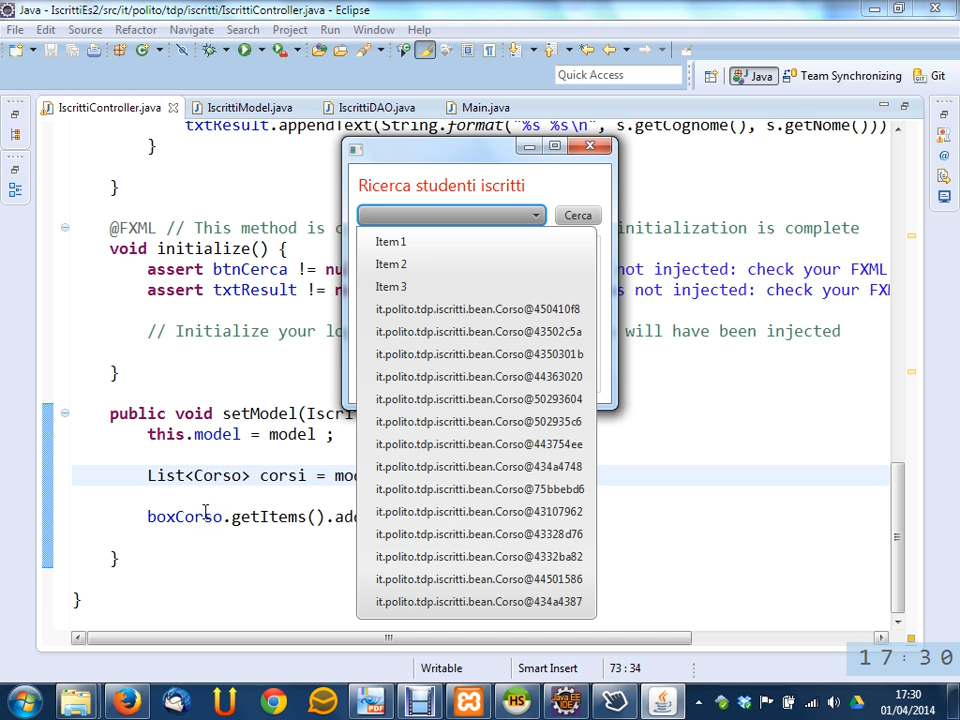 Java - IscrittiEs2/src/it/polito/tdp/iscritti/IscrittiController.java - Eclipse
File Edit Source Refactor Navigate Search Project Run Window Help
Quick Access
Java
Team Synchronizing
Git
IscrittiController.java
IscrittiModel.java
IscrittiDAO.java
Main.java
txtResult.appendText(String.format("%s %s\n", s.getCognome(), s.getNome()))
}
}
@FXML // This method is c
initialization is complete
void initialize() {
assert btnCerca != nu
not injected: check your FXML
assert txtResult != n
s not injected: check your FXM
// Initialize your lo
will have been injected
}
public void setModel(Iscri
this.model = model ;
List<Corso> corsi = mod
boxCorso.getItems().add
}
}
Ricerca studenti iscritti
Cerca
Item 1
Item 2
Item 3
it.polito.tdp.iscritti.bean.Corso@450410f8
it.polito.tdp.iscritti.bean.Corso@43502c5a
it.polito.tdp.iscritti.bean.Corso@4350301b
it.polito.tdp.iscritti.bean.Corso@44363020
it.polito.tdp.iscritti.bean.Corso@50293604
it.polito.tdp.iscritti.bean.Corso@502935c6
it.polito.tdp.iscritti.bean.Corso@443754ee
it.polito.tdp.iscritti.bean.Corso@434a4748
it.polito.tdp.iscritti.bean.Corso@75bbebd6
it.polito.tdp.iscritti.bean.Corso@43107962
it.polito.tdp.iscritti.bean.Corso@43328d76
it.polito.tdp.iscritti.bean.Corso@4332ba82
it.polito.tdp.iscritti.bean.Corso@44501586
it.polito.tdp.iscritti.bean.Corso@434a4387
Writable
Smart Insert
73 : 34
17:30
17:30
01/04/2014